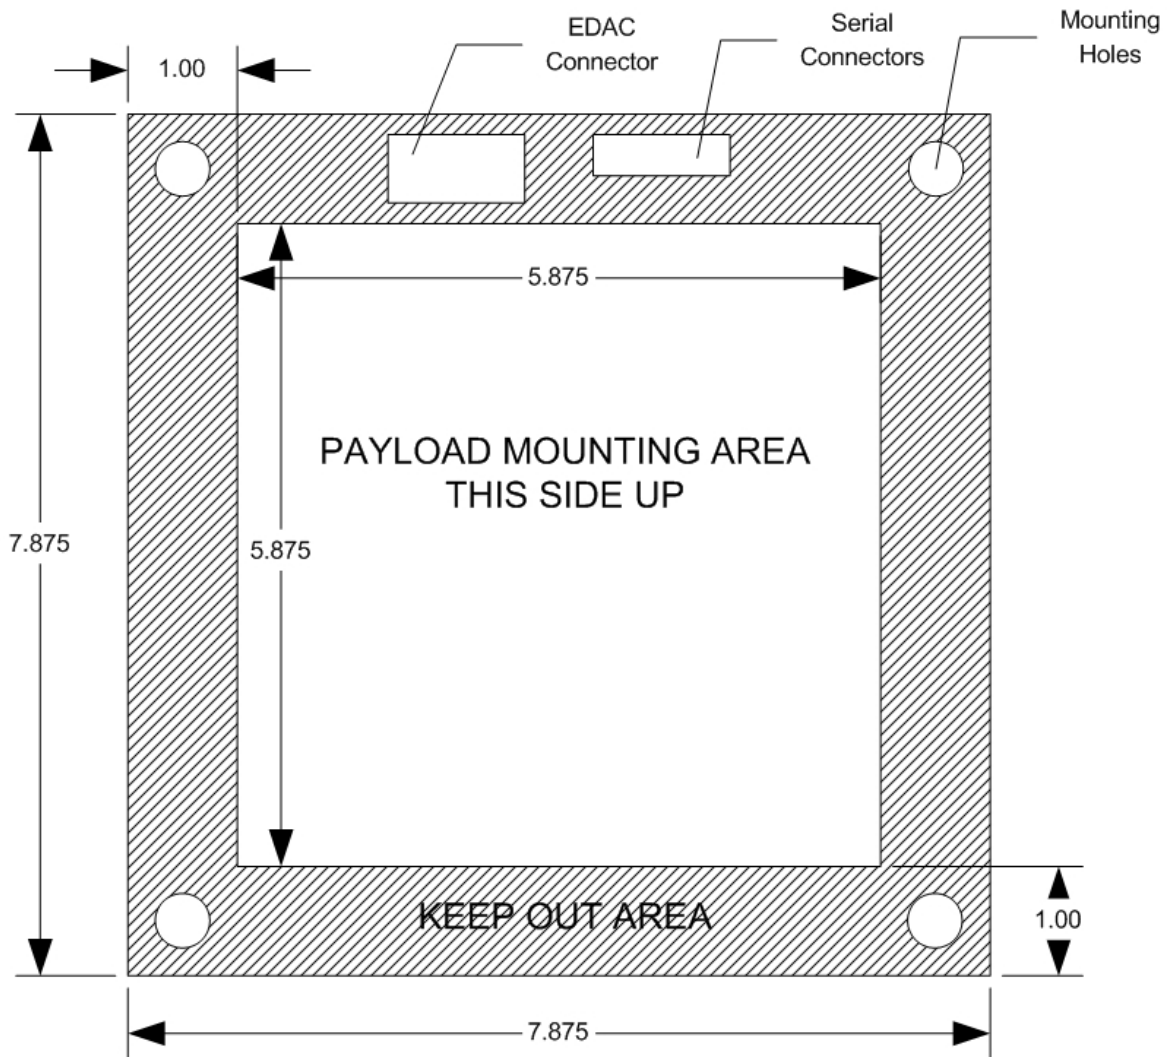 EDAC
Connector
Serial
Connectors
Mounting
Holes
1.00
5.875
PAYLOAD MOUNTING AREA
THIS SIDE UP
7.875
5.875
KEEP OUT AREA
1.00
7.875